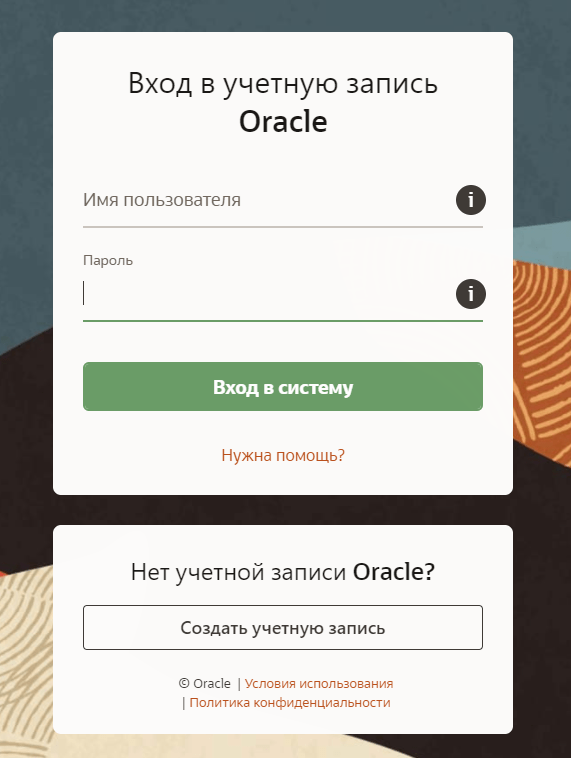 Вход в учетную запись
Oracle
Имя пользователя
i
Пароль
i
Вход в систему
Нужна помощь?
Нет учетной записи Oracle?
Создать учетную запись
© Oracle | Условия использования
| Политика конфиденциальности